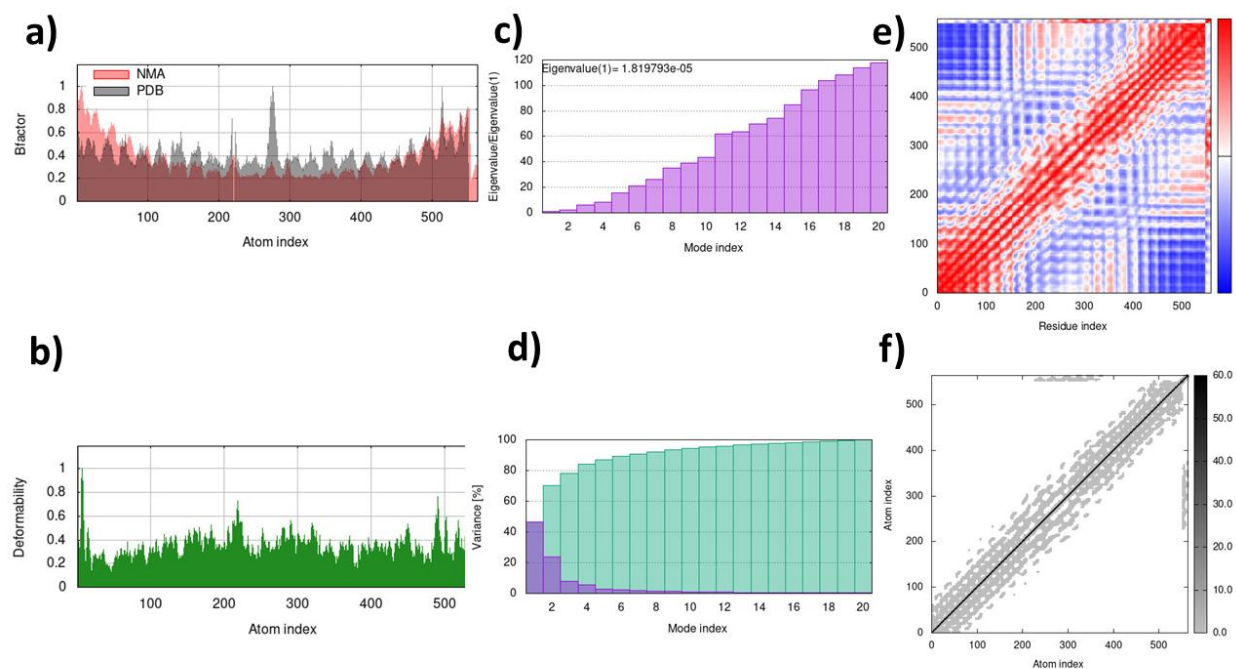 a)
NMA
PDB
Bfactor
1
0.8
0.6
0.4
0.2
0
100 200 300 400 500
Atom index
b)
Deformability
1
0.8
0.6
0.4
0.2
0
100 200 300 400 500
Atom index
c)
Eigenvalue(1)= 1.819793e-05
Eigenvalue/Eigenvalue(1)
120
100
80
60
40
20
0
2 4 6 8 10 12 14 16 18 20
Mode index
d)
Variance [%]
100
80
60
40
20
0
2 4 6 8 10 12 14 16 18 20
Mode index
e)
500
400
300
200
100
0
0 100 200 300 400 500
Residue index
f)
Atom index
500
400
300
200
100
0
0 100 200 300 400 500
Atom index
60.0
50.0
40.0
30.0
20.0
10.0
0.0